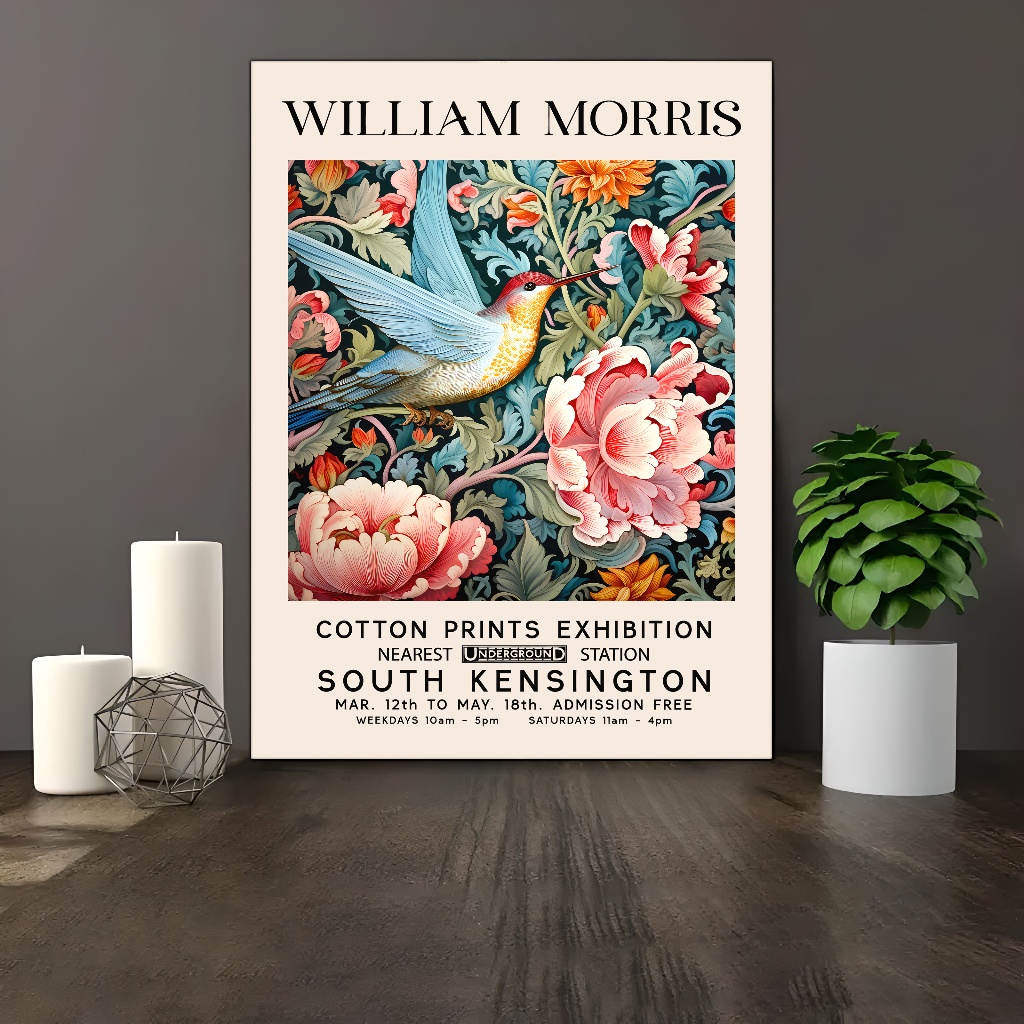 WILLIAM MORRIS
COTTON PRINTS EXHIBITION
NEAREST UNDERGROUND STATION
SOUTH KENSINGTON
MAR. 12th TO MAY. 18th. ADMISSION FREE
WEEKDAYS 10am - 5pm SATURDAYS 11am - 4pm